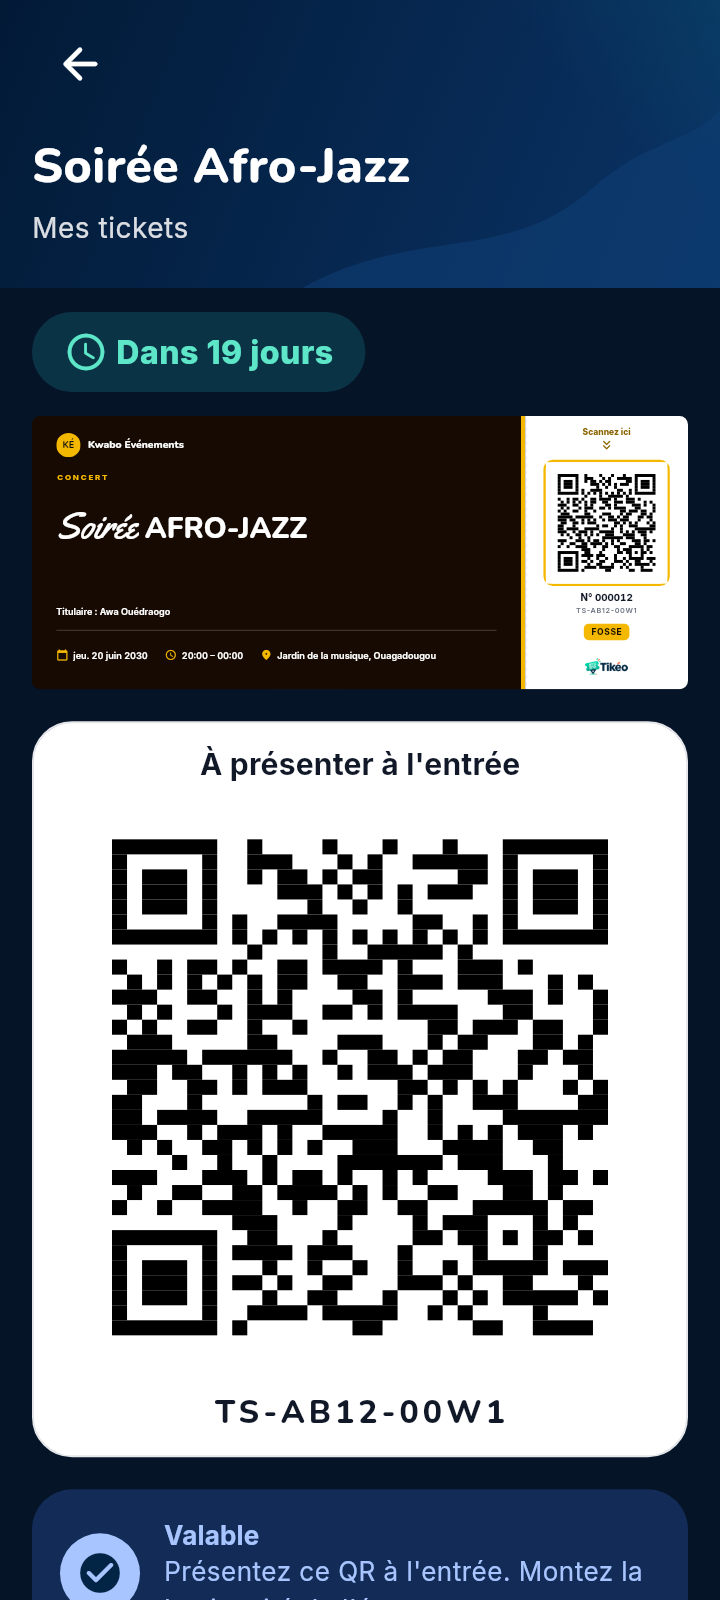 Soirée Afro-Jazz
Mes tickets
Dans 19 jours
KÉ Kwabo Événements
CONCERT
Soirée AFRO-JAZZ
Titulaire : Awa Ouédraogo
jeu. 20 juin 2030 20:00 – 00:00 Jardin de la musique, Ouagadougou
Scannez ici
N° 000012
TS-AB12-00W1
FOSSE
Tikéo
À présenter à l'entrée
TS-AB12-00W1
Valable
Présentez ce QR à l'entrée. Montez la